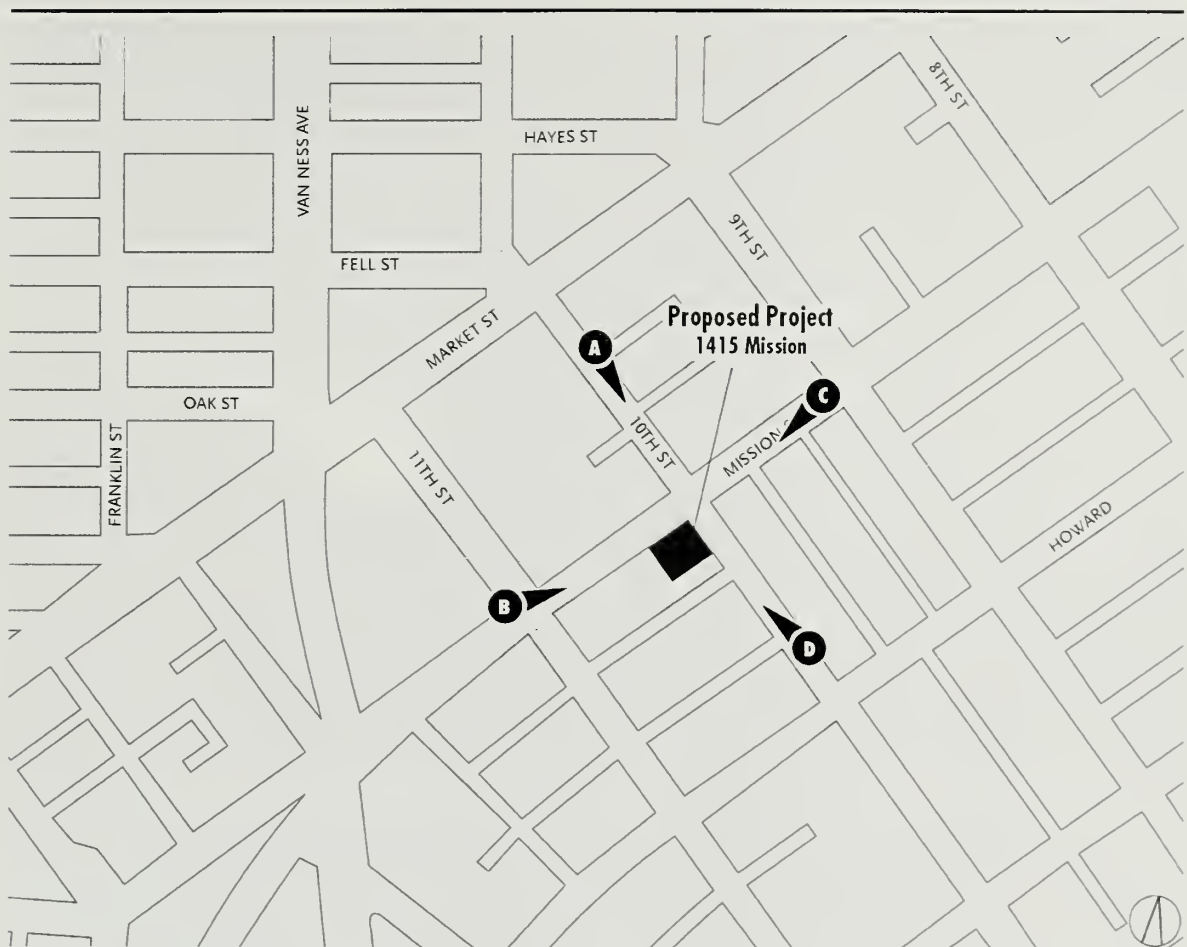 8TH ST
VAN NESS AVE
HAYES ST
9TH ST
FELL ST
Proposed Project
1415 Mission
MARKET ST
A
C
OAK ST
10TH ST
MISSION
FRANKLIN ST
11TH ST
HOWARD
B
D